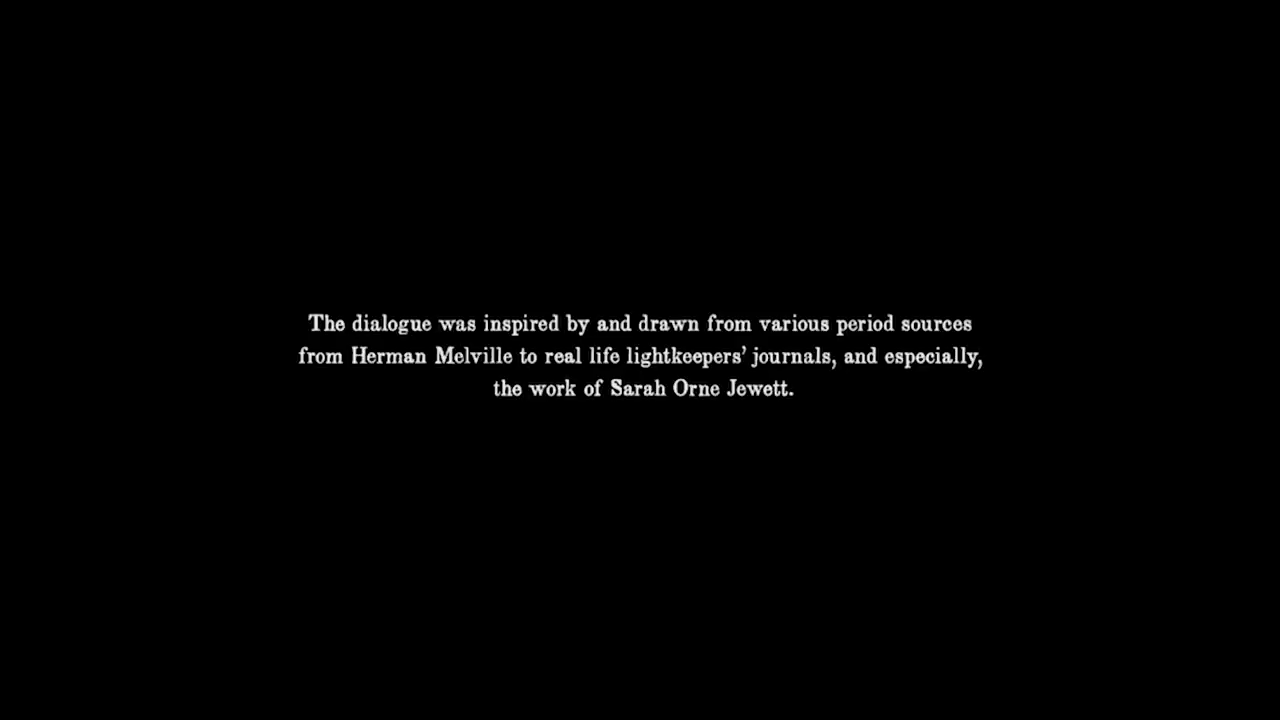 The dialogue was inspired by and drawn from various period sources
from Herman Melville to real life lightkeepers’ journals, and especially,
the work of Sarah Orne Jewett.